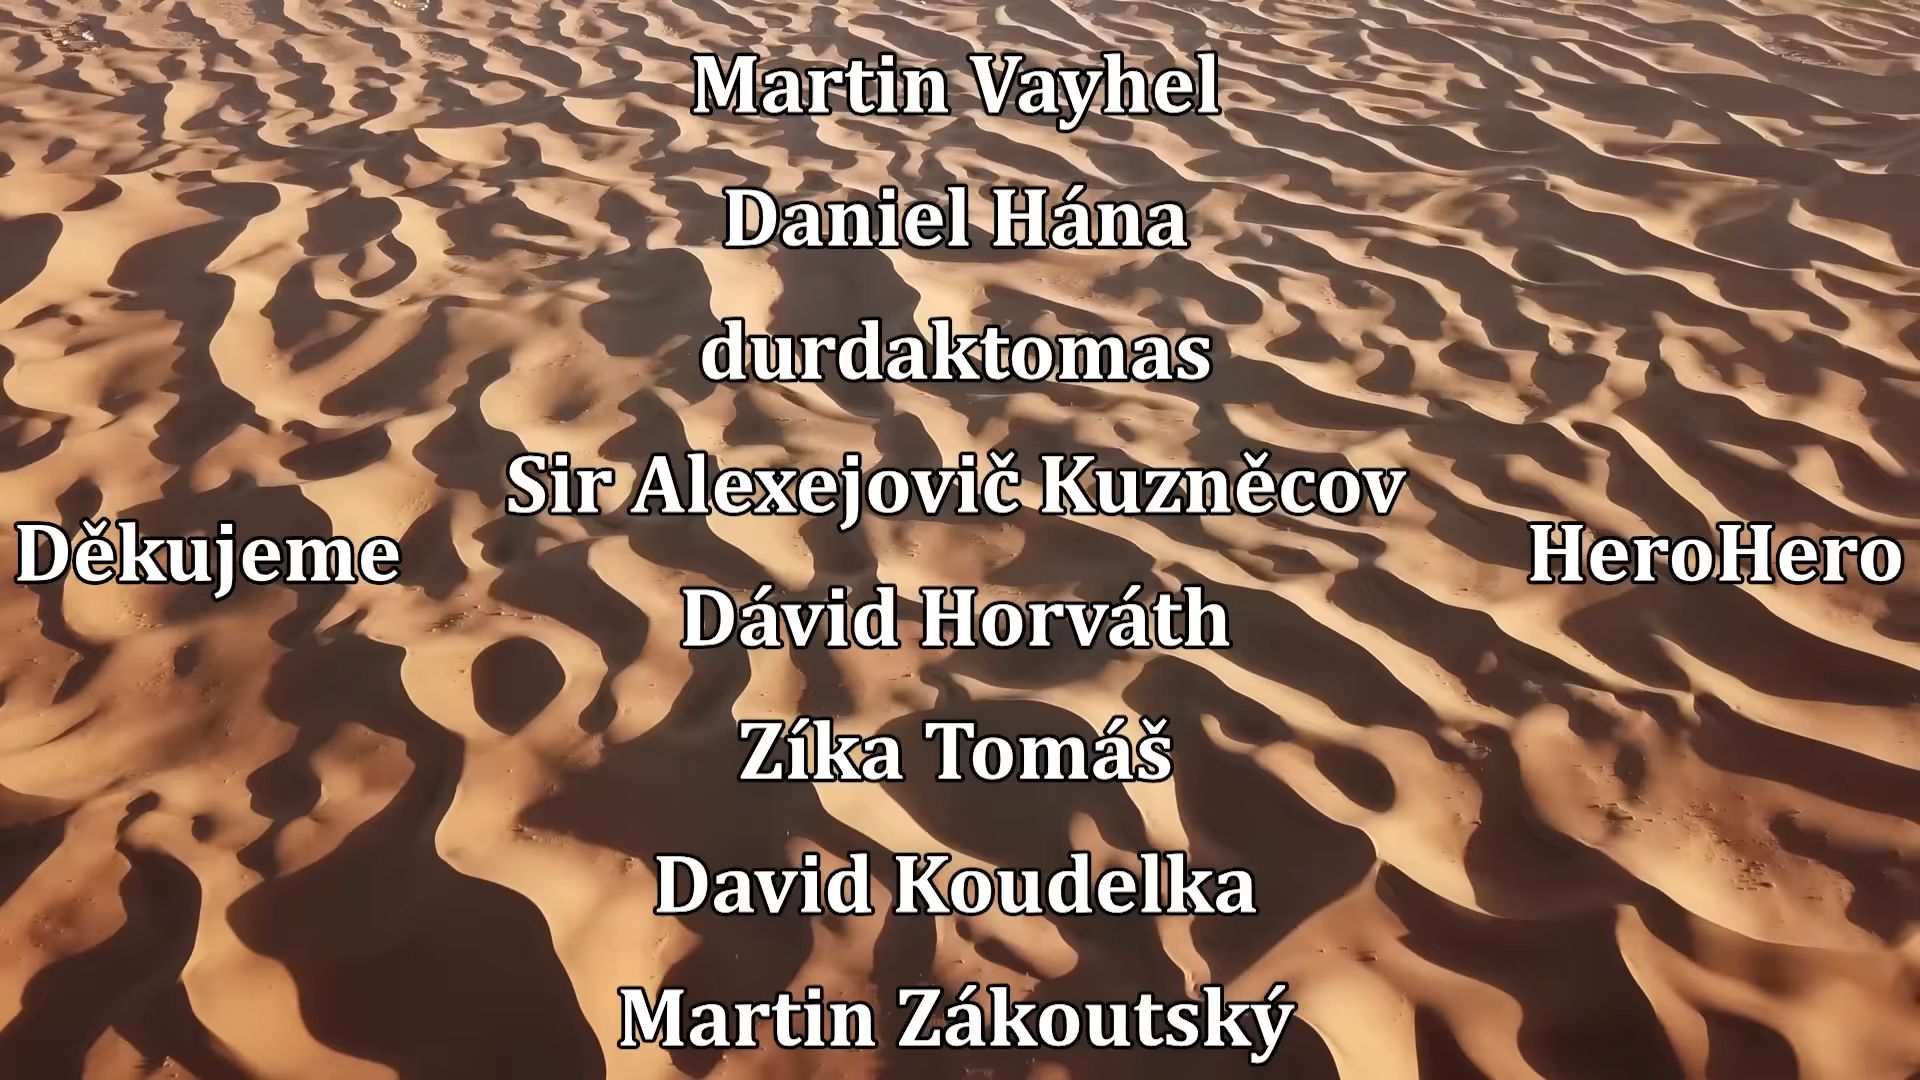 Martin Vayhel
Daniel Hána
durdaktomas
Sir Alexejovič Kuzněcov
Děkujeme
HeroHero
Dávid Horváth
Zíka Tomáš
David Koudelka
Martin Zákoutský